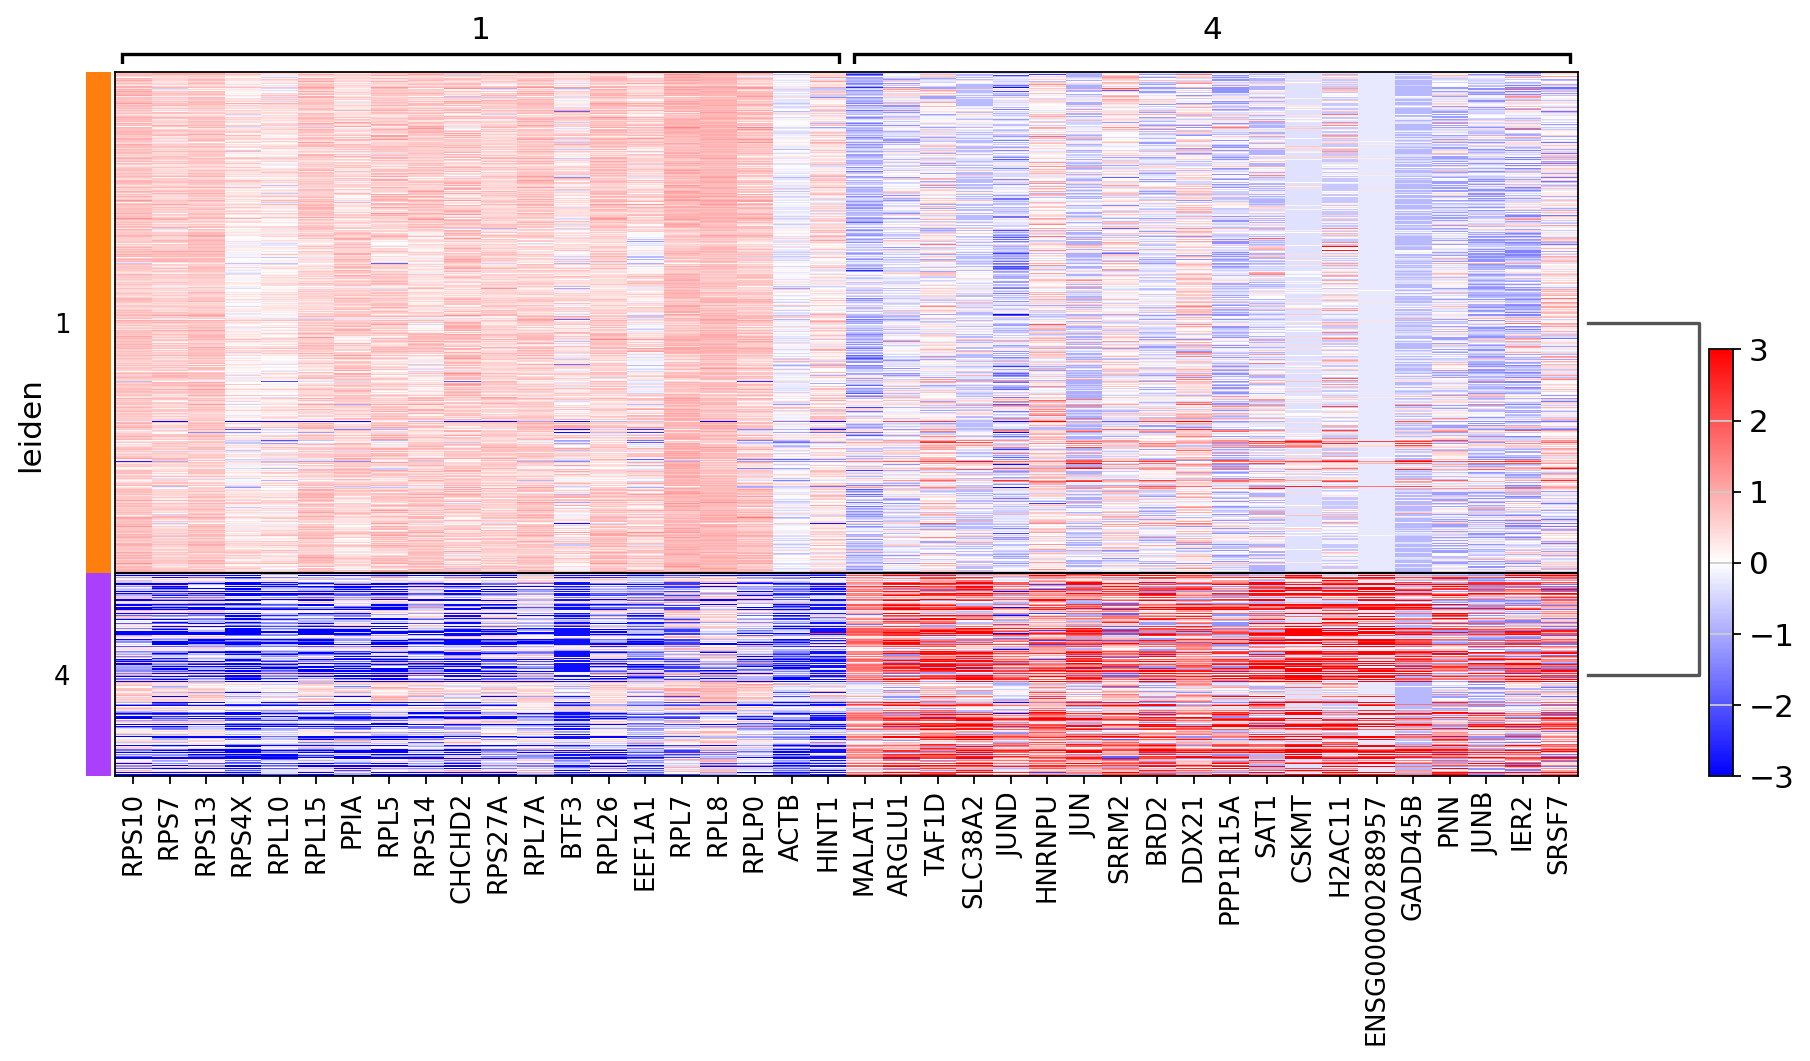 1 4
leiden
1
4
3
2
1
0
−1
−2
−3
RPS10
RPS7
RPS13
RPS4X
RPL10
RPL15
PPIA
RPL5
RPS14
CHCHD2
RPS27A
RPL7A
BTF3
RPL26
EEF1A1
RPL7
RPL8
RPLP0
ACTB
HINT1
MALAT1
ARGLU1
TAF1D
SLC38A2
JUND
HNRNPU
JUN
SRRM2
BRD2
DDX21
PPP1R15A
SAT1
CSKMT
H2AC11
ENSG00000288957
GADD45B
PNN
JUNB
IER2
SRSF7